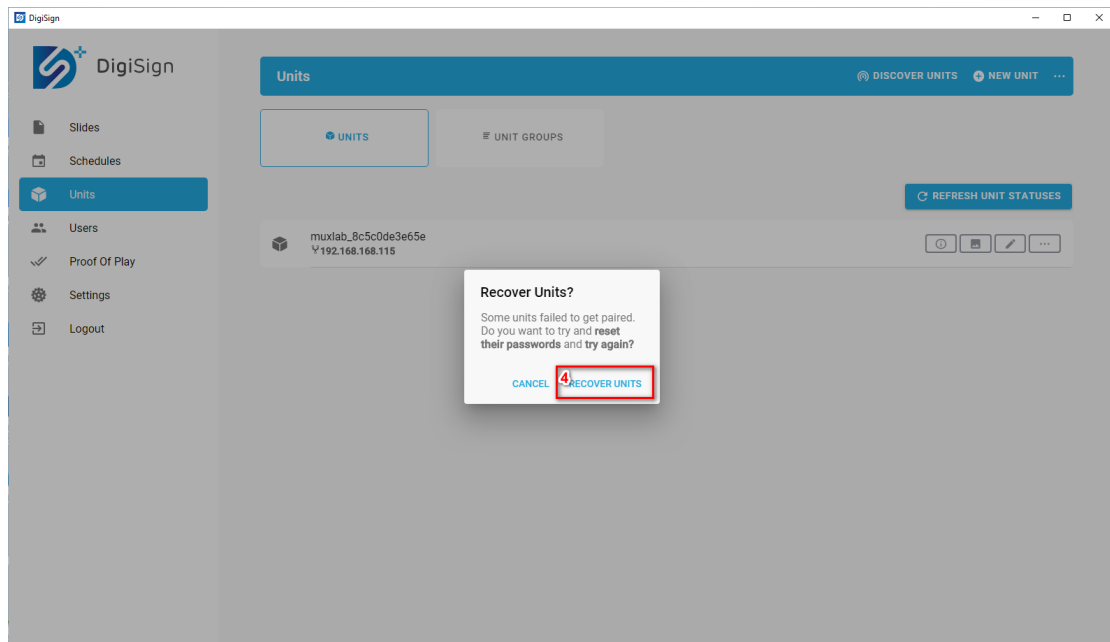 DigiSign
DigiSign
Slides
Schedules
Units
Users
Proof Of Play
Settings
Logout
Units
DISCOVER UNITS
NEW UNIT
...
UNITS
UNIT GROUPS
REFRESH UNIT STATUSES
muxlab_8c5c0de3e65e
192.168.168.115
Recover Units?
Some units failed to get paired.
Do you want to try and reset
their passwords and try again?
CANCEL
4
RECOVER UNITS